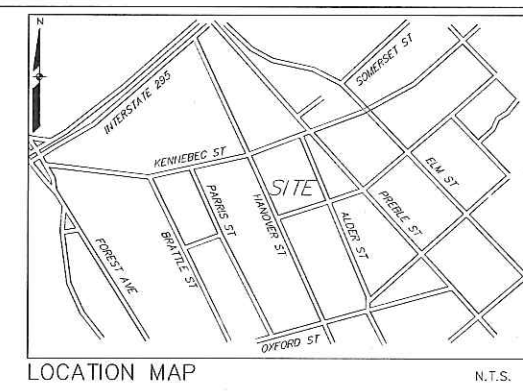 N
SOMERSET ST
INTERSTATE 295
KENNEBEC ST
ELM ST
SITE
PARRIS ST
HANOVER ST
PREBLE ST
ALDER ST
FOREST AVE
BRATTLE ST
OXFORD ST
LOCATION MAP
N.T.S.